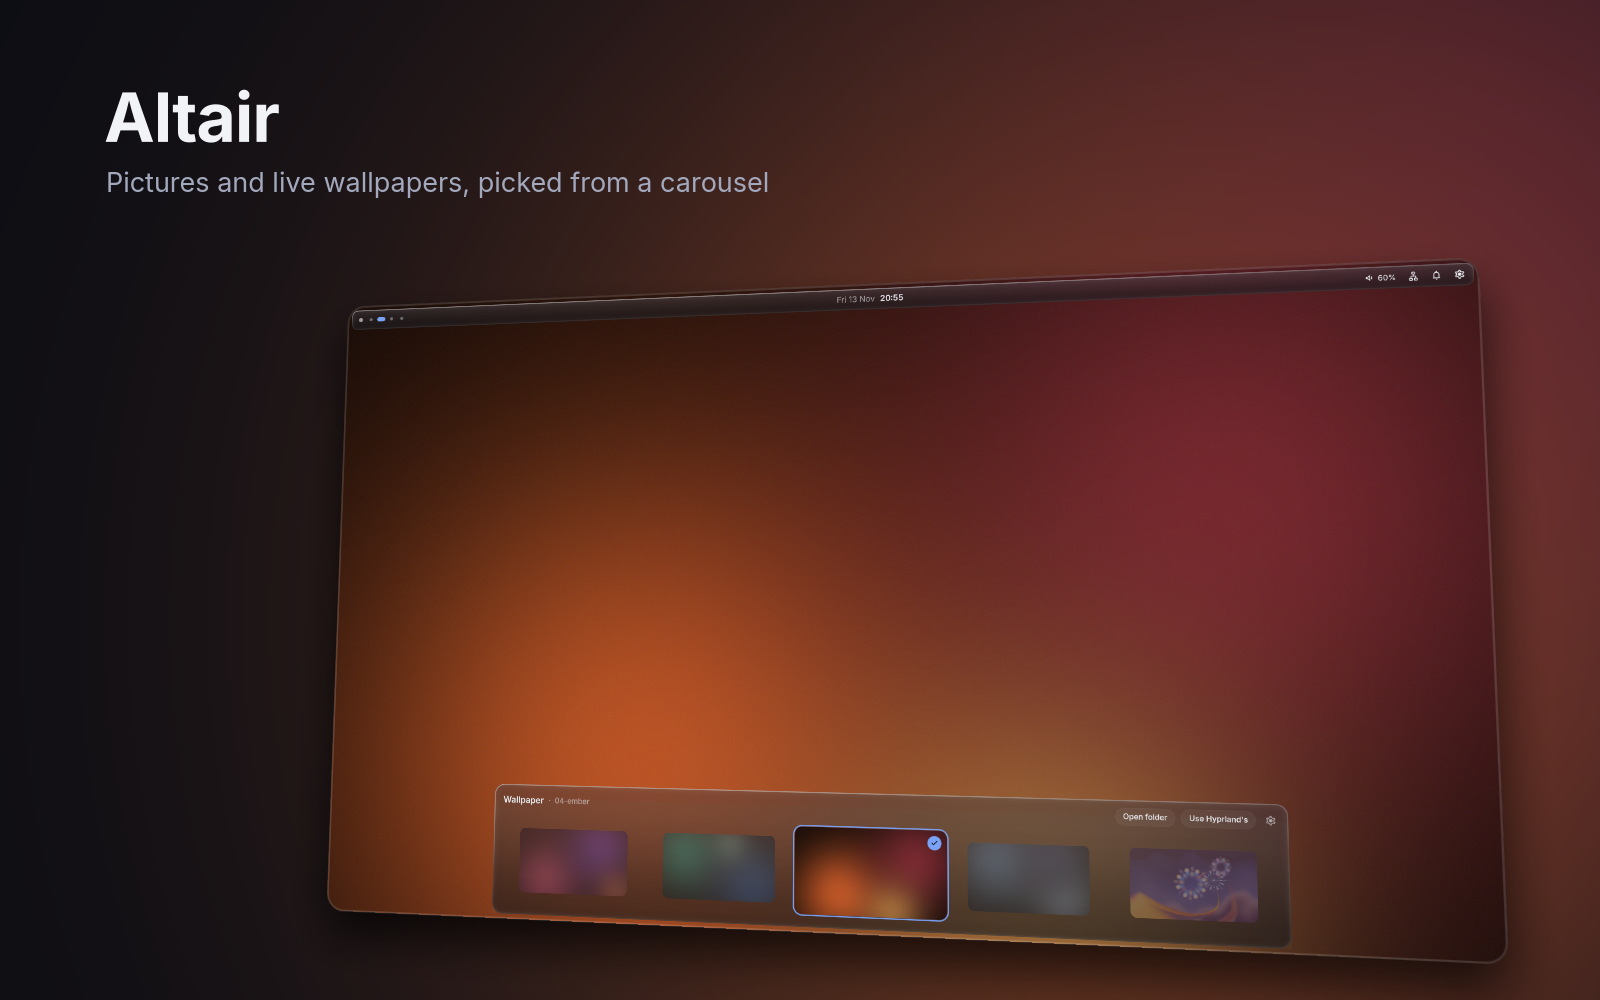 Altair
Pictures and live wallpapers, picked from a carousel
Fri 13 Nov 20:55
60%
Wallpaper · 04-ember
Open folder
Use Hyprland's